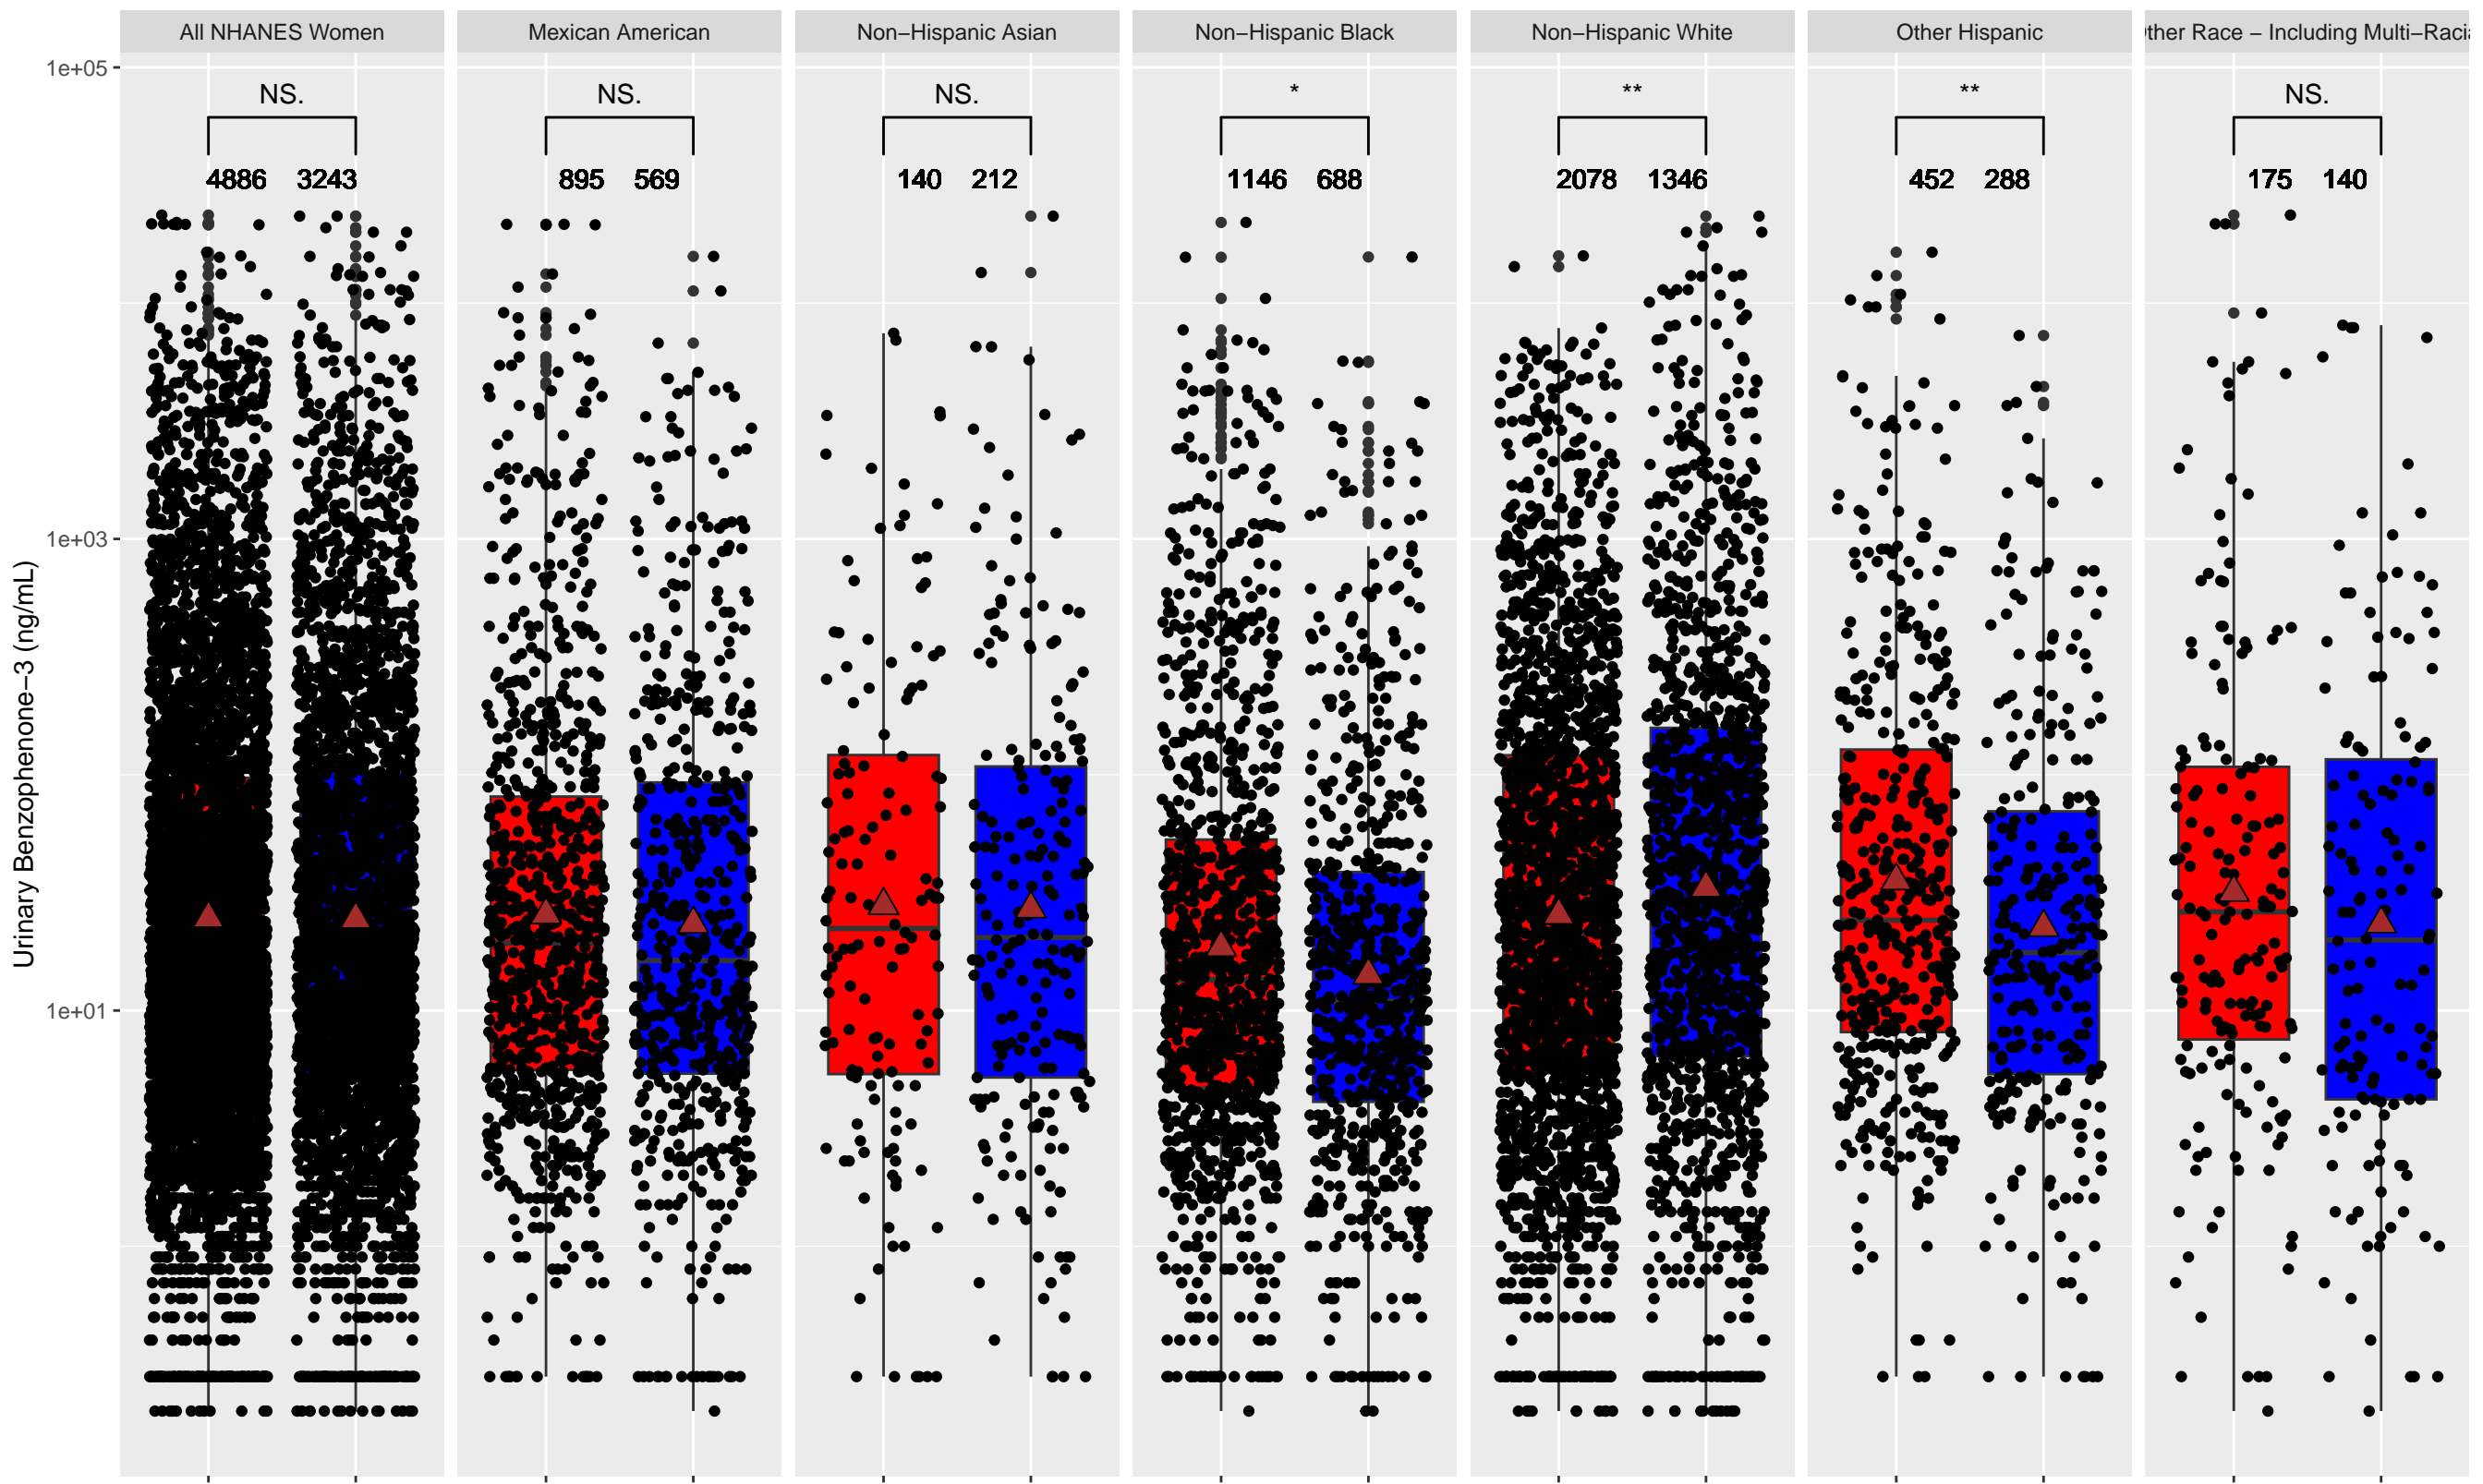 All NHANES Women
Mexican American
Non−Hispanic Asian
Non−Hispanic Black
Non−Hispanic White
Other Hispanic
ther Race − Including Multi−Racia
1e+05
NS.
NS.
NS.
*
**
**
NS.
4886 3243
895 569
140 212
1146 688
2078 1346
452 288
175 140
1e+03
Urinary Benzophenone−3 (ng/mL)
1e+01